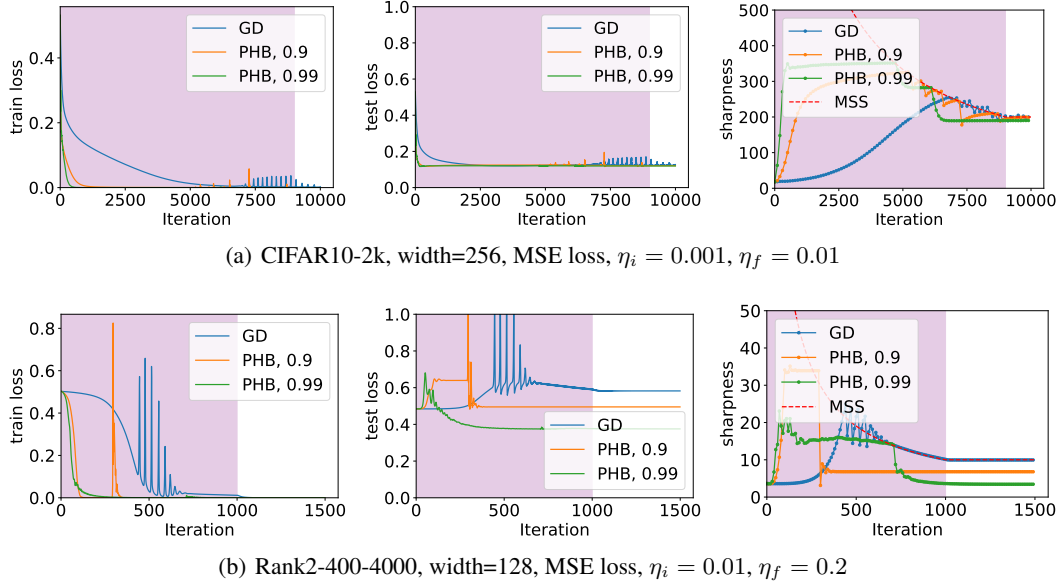 train loss
0.4
0.2
0.0
0
2500
5000
7500
10000
Iteration
GD
PHB, 0.9
PHB, 0.99
test loss
1.0
0.8
0.6
0.4
0.2
0.0
0
2500
5000
7500
10000
Iteration
GD
PHB, 0.9
PHB, 0.99
sharpness
500
400
300
200
100
0
0
2500
5000
7500
10000
Iteration
GD
PHB, 0.9
PHB, 0.99
MSS
(a) CIFAR10-2k, width=256, MSE loss, η_i = 0.001, η_f = 0.01
train loss
0.8
0.6
0.4
0.2
0.0
0
500
1000
1500
Iteration
GD
PHB, 0.9
PHB, 0.99
test loss
1.0
0.8
0.6
0.4
0.2
0.0
0
500
1000
1500
Iteration
GD
PHB, 0.9
PHB, 0.99
sharpness
50
40
30
20
10
0
0
500
1000
1500
Iteration
GD
PHB, 0.9
PHB, 0.99
MSS
(b) Rank2-400-4000, width=128, MSE loss, η_i = 0.01, η_f = 0.2